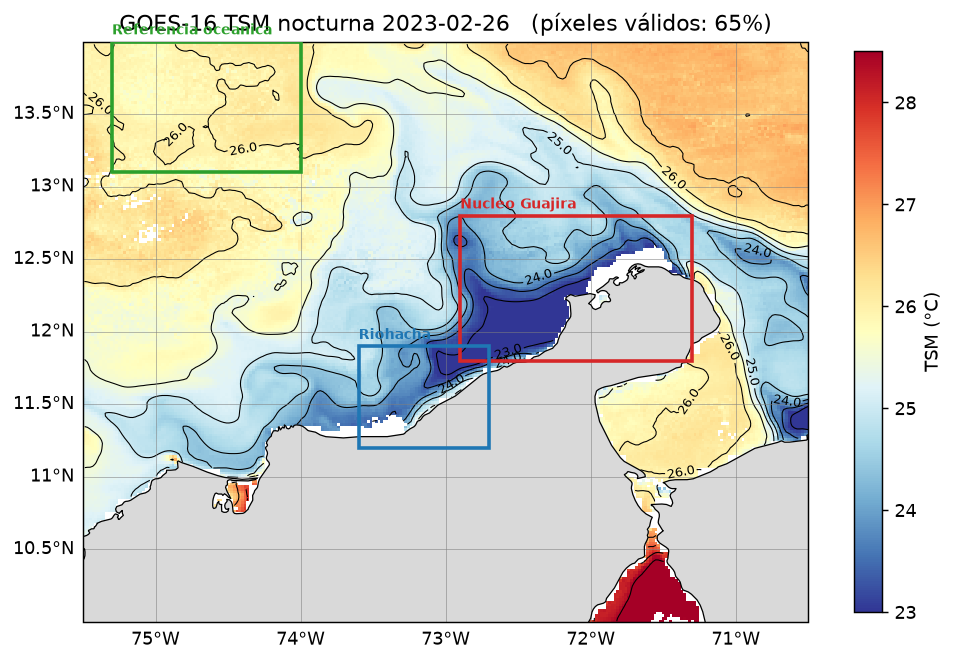 GOES-16 TSM nocturna 2023-02-26 (píxeles válidos: 65%)
Referencia oceanica
26.0
26.0
26.0
25.0
26.0
Nucleo Guajira
24.0
24.0
Riohacha
23.0
24.0
26.0
25.0
24.0
26.0
26.0
13.5°N
13°N
12.5°N
12°N
11.5°N
11°N
10.5°N
75°W
74°W
73°W
72°W
71°W
28
27
26
25
24
23
TSM (°C)